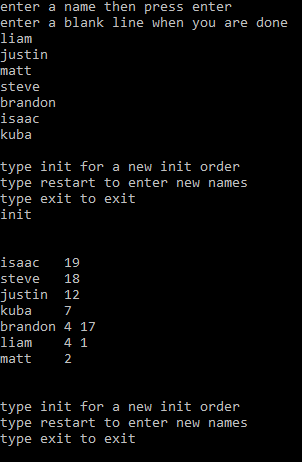 enter a name then press enter
enter a blank line when you are done
liam
justin
matt
steve
brandon
isaac
kuba
type init for a new init order
type restart to enter new names
type exit to exit
init
isaac 19
steve 18
justin 12
kuba 7
brandon 4 17
liam 4 1
matt 2
type init for a new init order
type restart to enter new names
type exit to exit